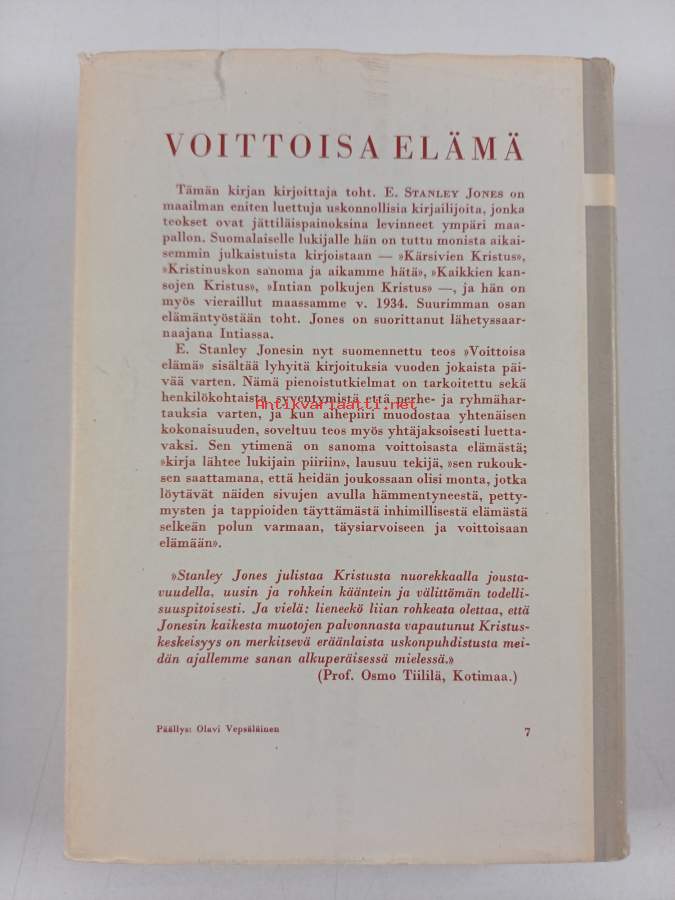 VOITTOISA ELÄMÄ
Tämän kirjan kirjoittaja toht. E. STANLEY JONES on
maailman eniten luettuja uskonnollisia kirjailijoita, jonka
teokset ovat jättiläispainoksina levinneet ympäri maa-
pallon. Suomalaiselle lukijalle hän on tuttu monista aikai-
semmin julkaistuista kirjoistaan — »Kärsivien Kristus»,
»Kristinuskon sanoma ja aikamme hätä», »Kaikkien kan-
sojen Kristus», »Intian polkujen Kristus» —, ja hän on
myös vieraillut maassamme v. 1934. Suurimman osan
elämäntyöstään toht. Jones on suorittanut lähetyssaar-
naajana Intiassa.
E. Stanley Jonesin nyt suomennettu teos »Voittoisa
elämä» sisältää lyhyitä kirjoituksia vuoden jokaista päi-
vää varten. Nämä pienoistutkielmat on tarkoitettu sekä
henkilökohtaista syventymistä että perhe- ja ryhmähar-
Antikvariaatti.net
tauksia varten, ja kun aihepiiri muodostaa yhtenäisen
kokonaisuuden, soveltuu teos myös yhtäjaksoisesti luetta-
vaksi. Sen ytimenä on sanoma voittoisasta elämästä;
»kirja lähtee lukijain piiriin», lausuu tekijä, »sen rukouk-
sen saattamana, että heidän joukossaan olisi monta, jotka
löytävät näiden sivujen avulla hämmentyneestä, petty-
mysten ja tappioiden täyttämästä inhimillisestä elämästä
selkeän polun varmaan, täysiarvoiseen ja voittoisaan
elämään».
»Stanley Jones julistaa Kristusta nuorekkaalla jousta-
vuudella, uusin ja rohkein kääntein ja välittömän todelli-
suuspitoisesti. Ja vielä: lieneekö liian rohkeata olettaa, että
Jonesin kaikesta muotojen palvonnasta vapautunut Kristus-
keskeisyys on merkitsevä eräänlaista uskonpuhdistusta mei-
dän ajallemme sanan alkuperäisessä mielessä.»
(Prof. Osmo Tiililä, Kotimaa.)
Päällys: Olavi Vepsäläinen
7